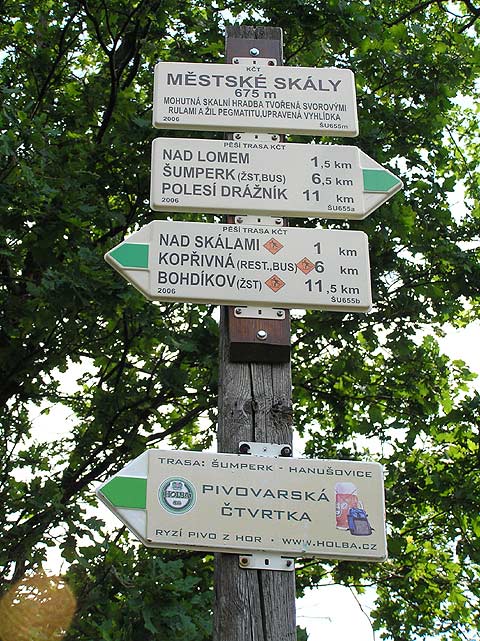 KČT
MĚSTSKÉ SKÁLY
675 m
MOHUTNÁ SKALNÍ HRADBA TVOŘENÁ SVOROVÝMI
RULAMI A ŽIL PEGMATITU,UPRAVENÁ VYHLÍDKA
2006 ŠU655m
PĚŠÍ TRASA KČT
NAD LOMEM 1,5 km
ŠUMPERK (ŽST,BUS) 6,5 km
POLESÍ DRÁŽNÍK 11 km
2006 ŠU655a
PĚŠÍ TRASA KČT
NAD SKÁLAMI 1 km
KOPŘIVNÁ (REST.,BUS) 6 km
BOHDÍKOV (ŽST) 11,5 km
2006 ŠU655b
TRASA: ŠUMPERK - HANUŠOVICE
HOLBA
PIVOVARSKÁ
ČTVRTKA
RYZÍ PIVO Z HOR • WWW.HOLBA.CZ